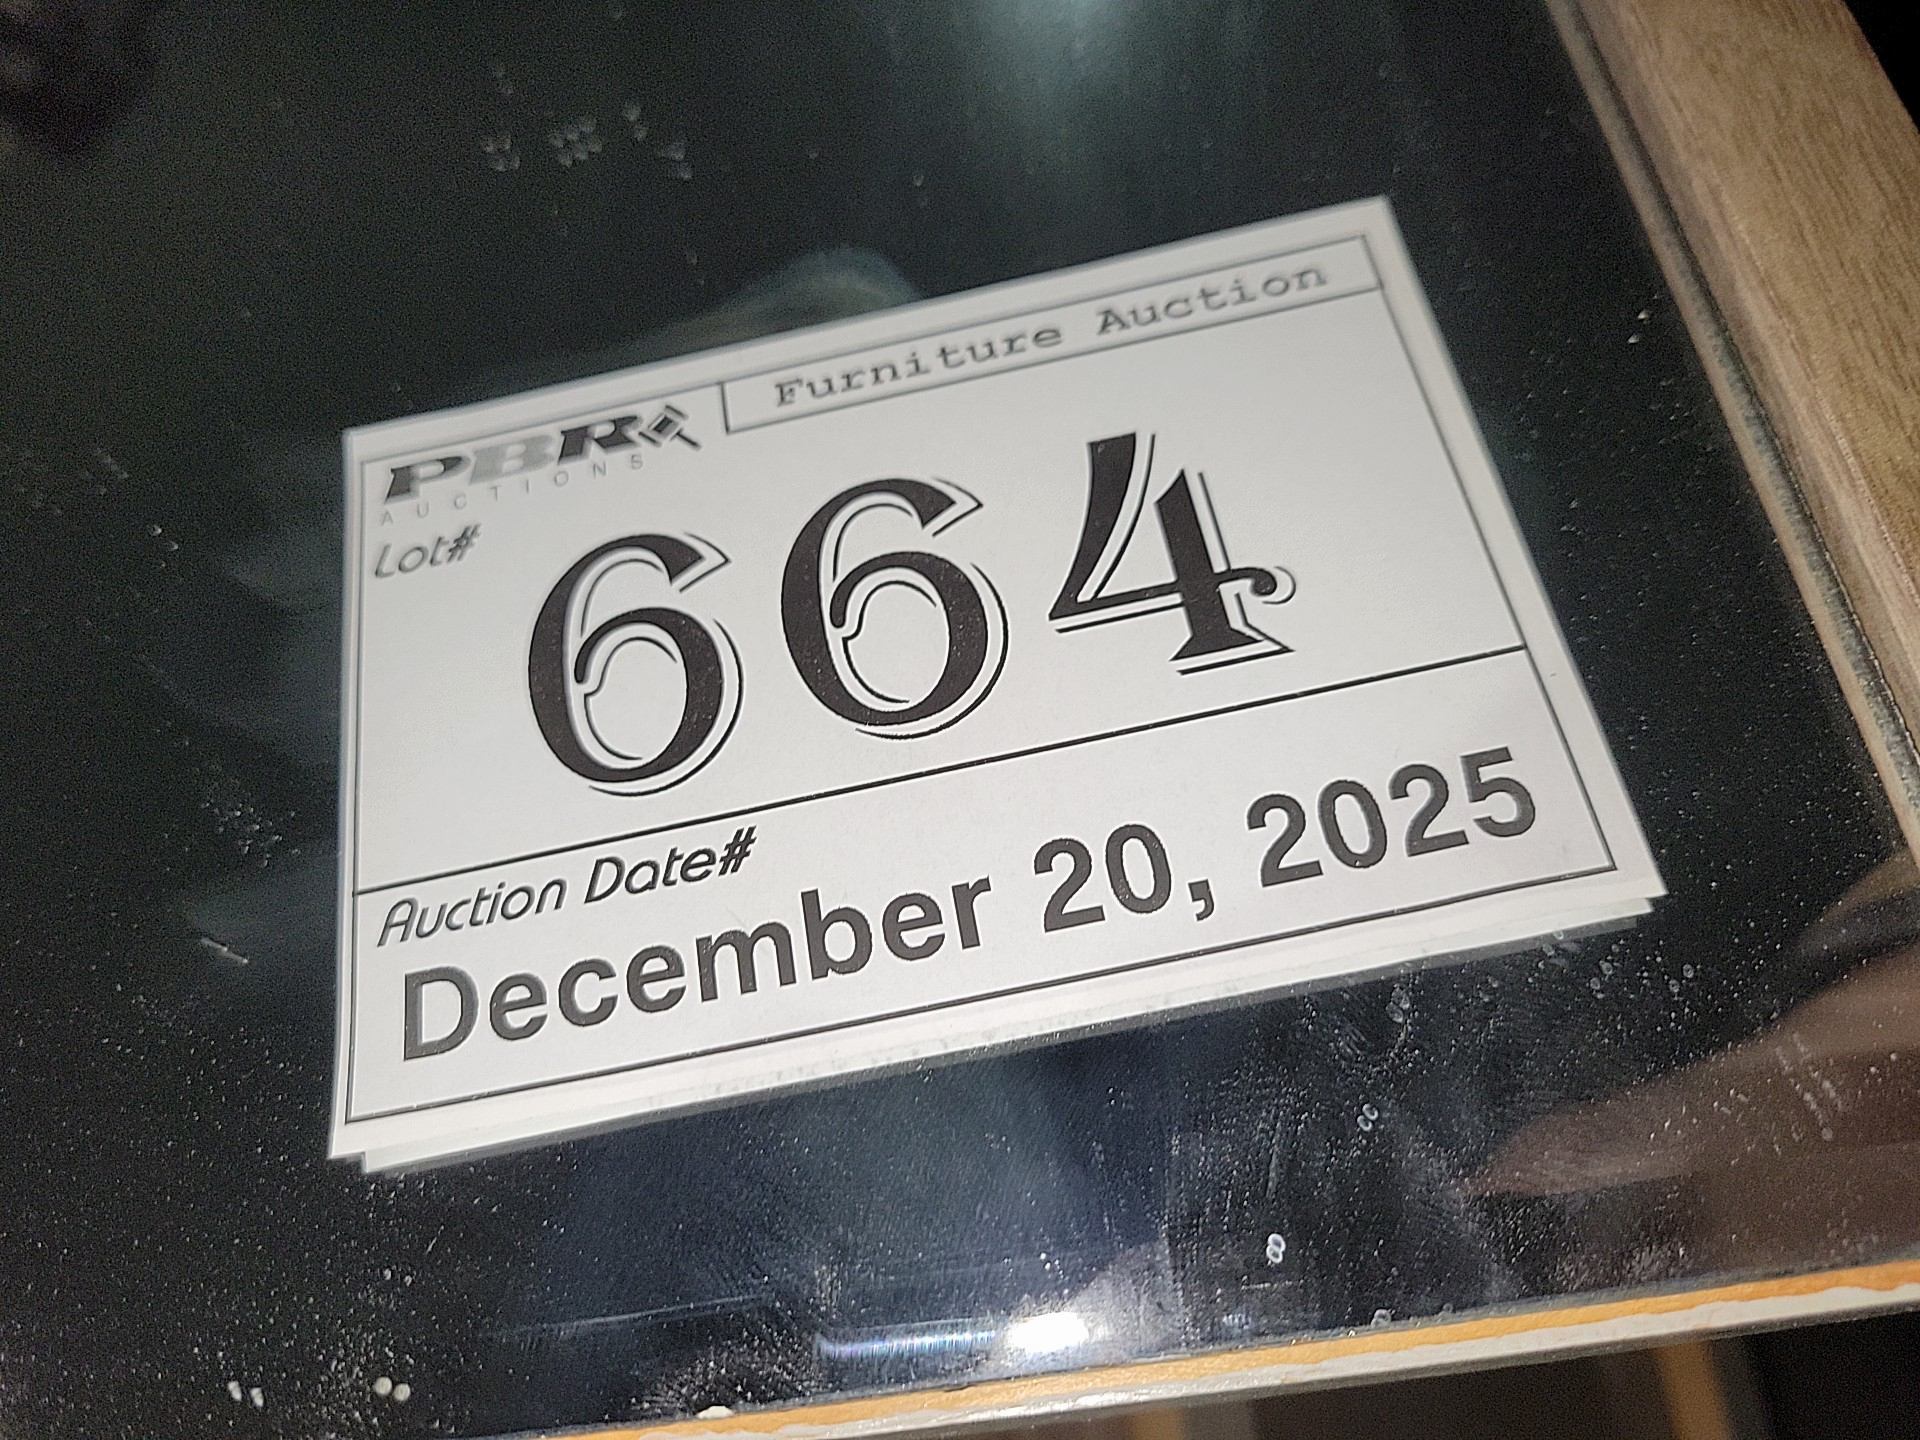 Furniture Auction
PBR
AUCTIONS
Lot#
664
Auction Date#
December 20, 2025